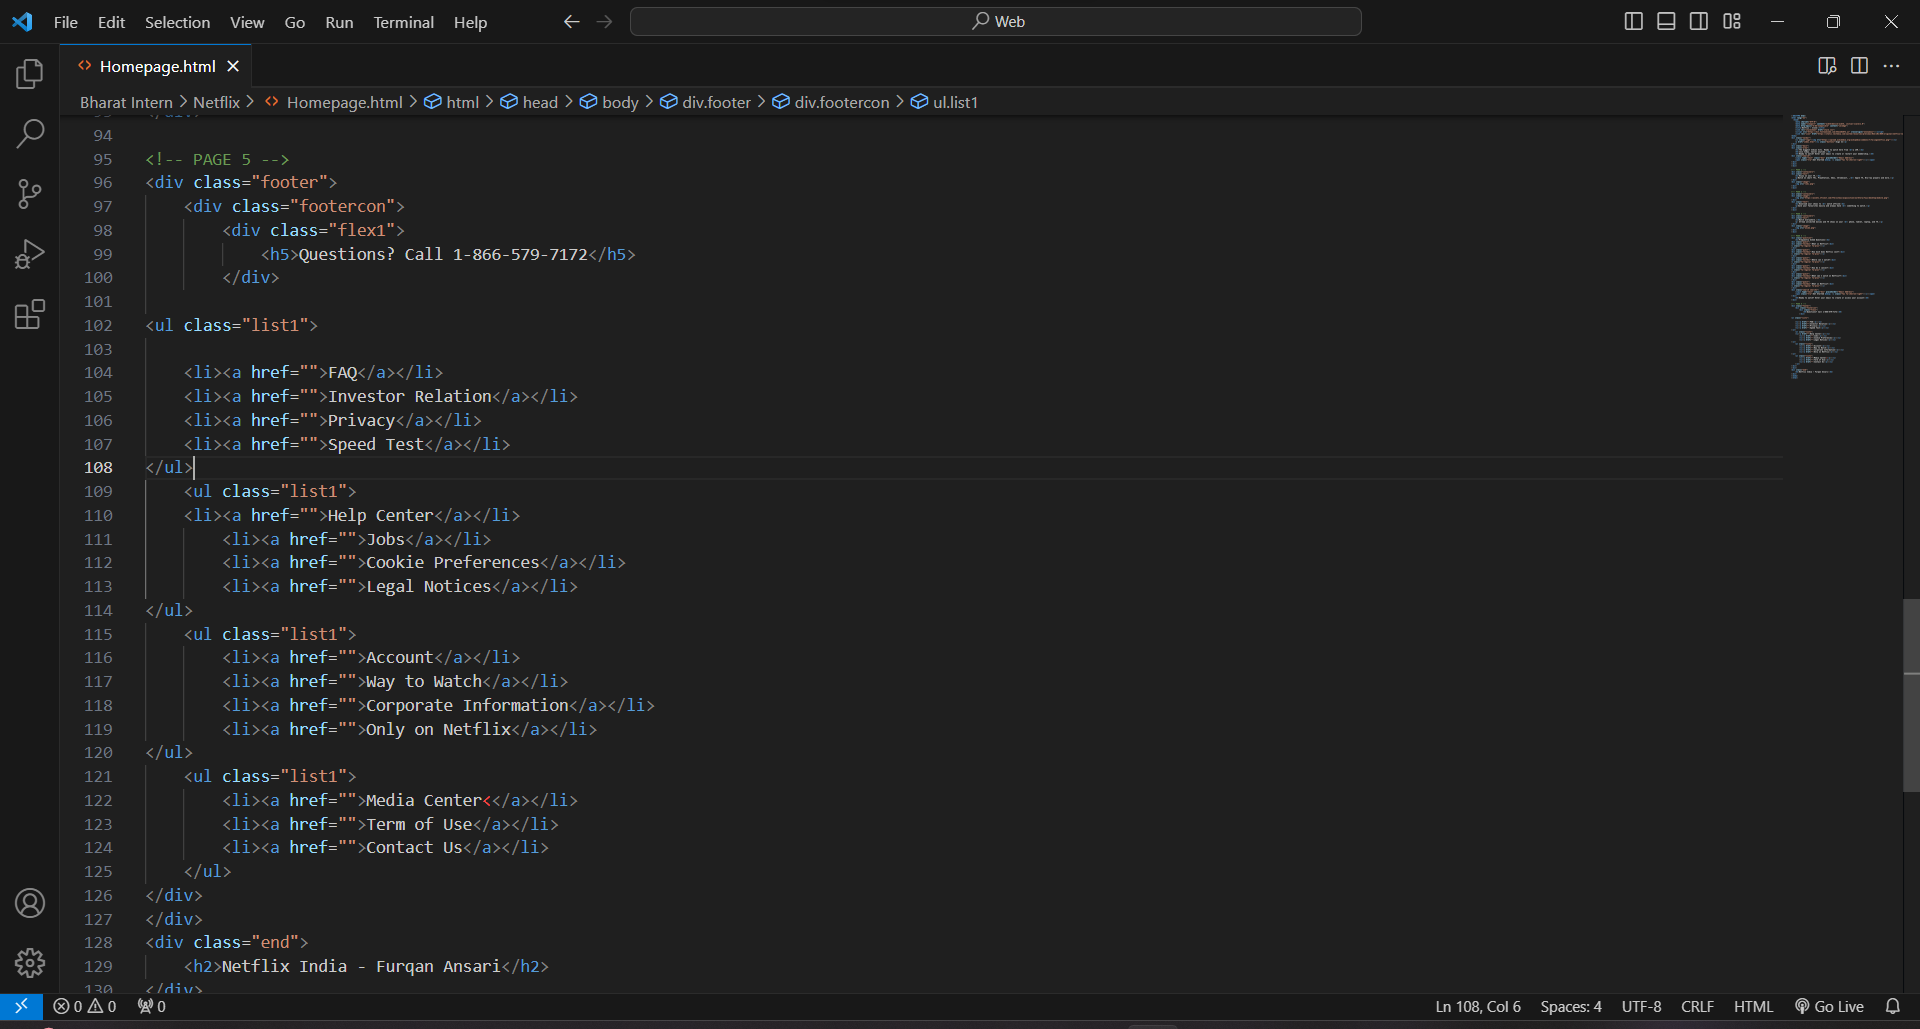 File Edit Selection View Go Run Terminal Help
Web
Homepage.html
Bharat Intern > Netflix > Homepage.html > html > head > body > div.footer > div.footercon > ul.list1
94
95 <!-- PAGE 5 -->
96 <div class="footer">
97     <div class="footercon">
98         <div class="flex1">
99             <h5>Questions? Call 1-866-579-7172</h5>
100         </div>
101
102 <ul class="list1">
103
104     <li><a href="">FAQ</a></li>
105     <li><a href="">Investor Relation</a></li>
106     <li><a href="">Privacy</a></li>
107     <li><a href="">Speed Test</a></li>
108 </ul>
109     <ul class="list1">
110     <li><a href="">Help Center</a></li>
111         <li><a href="">Jobs</a></li>
112         <li><a href="">Cookie Preferences</a></li>
113         <li><a href="">Legal Notices</a></li>
114 </ul>
115     <ul class="list1">
116         <li><a href="">Account</a></li>
117         <li><a href="">Way to Watch</a></li>
118         <li><a href="">Corporate Information</a></li>
119         <li><a href="">Only on Netflix</a></li>
120 </ul>
121     <ul class="list1">
122         <li><a href="">Media Center<</a></li>
123         <li><a href="">Term of Use</a></li>
124         <li><a href="">Contact Us</a></li>
125     </ul>
126 </div>
127 </div>
128 <div class="end">
129     <h2>Netflix India - Furqan Ansari</h2>
130 </div>
0 0 0 Ln 108, Col 6 Spaces: 4 UTF-8 CRLF HTML Go Live